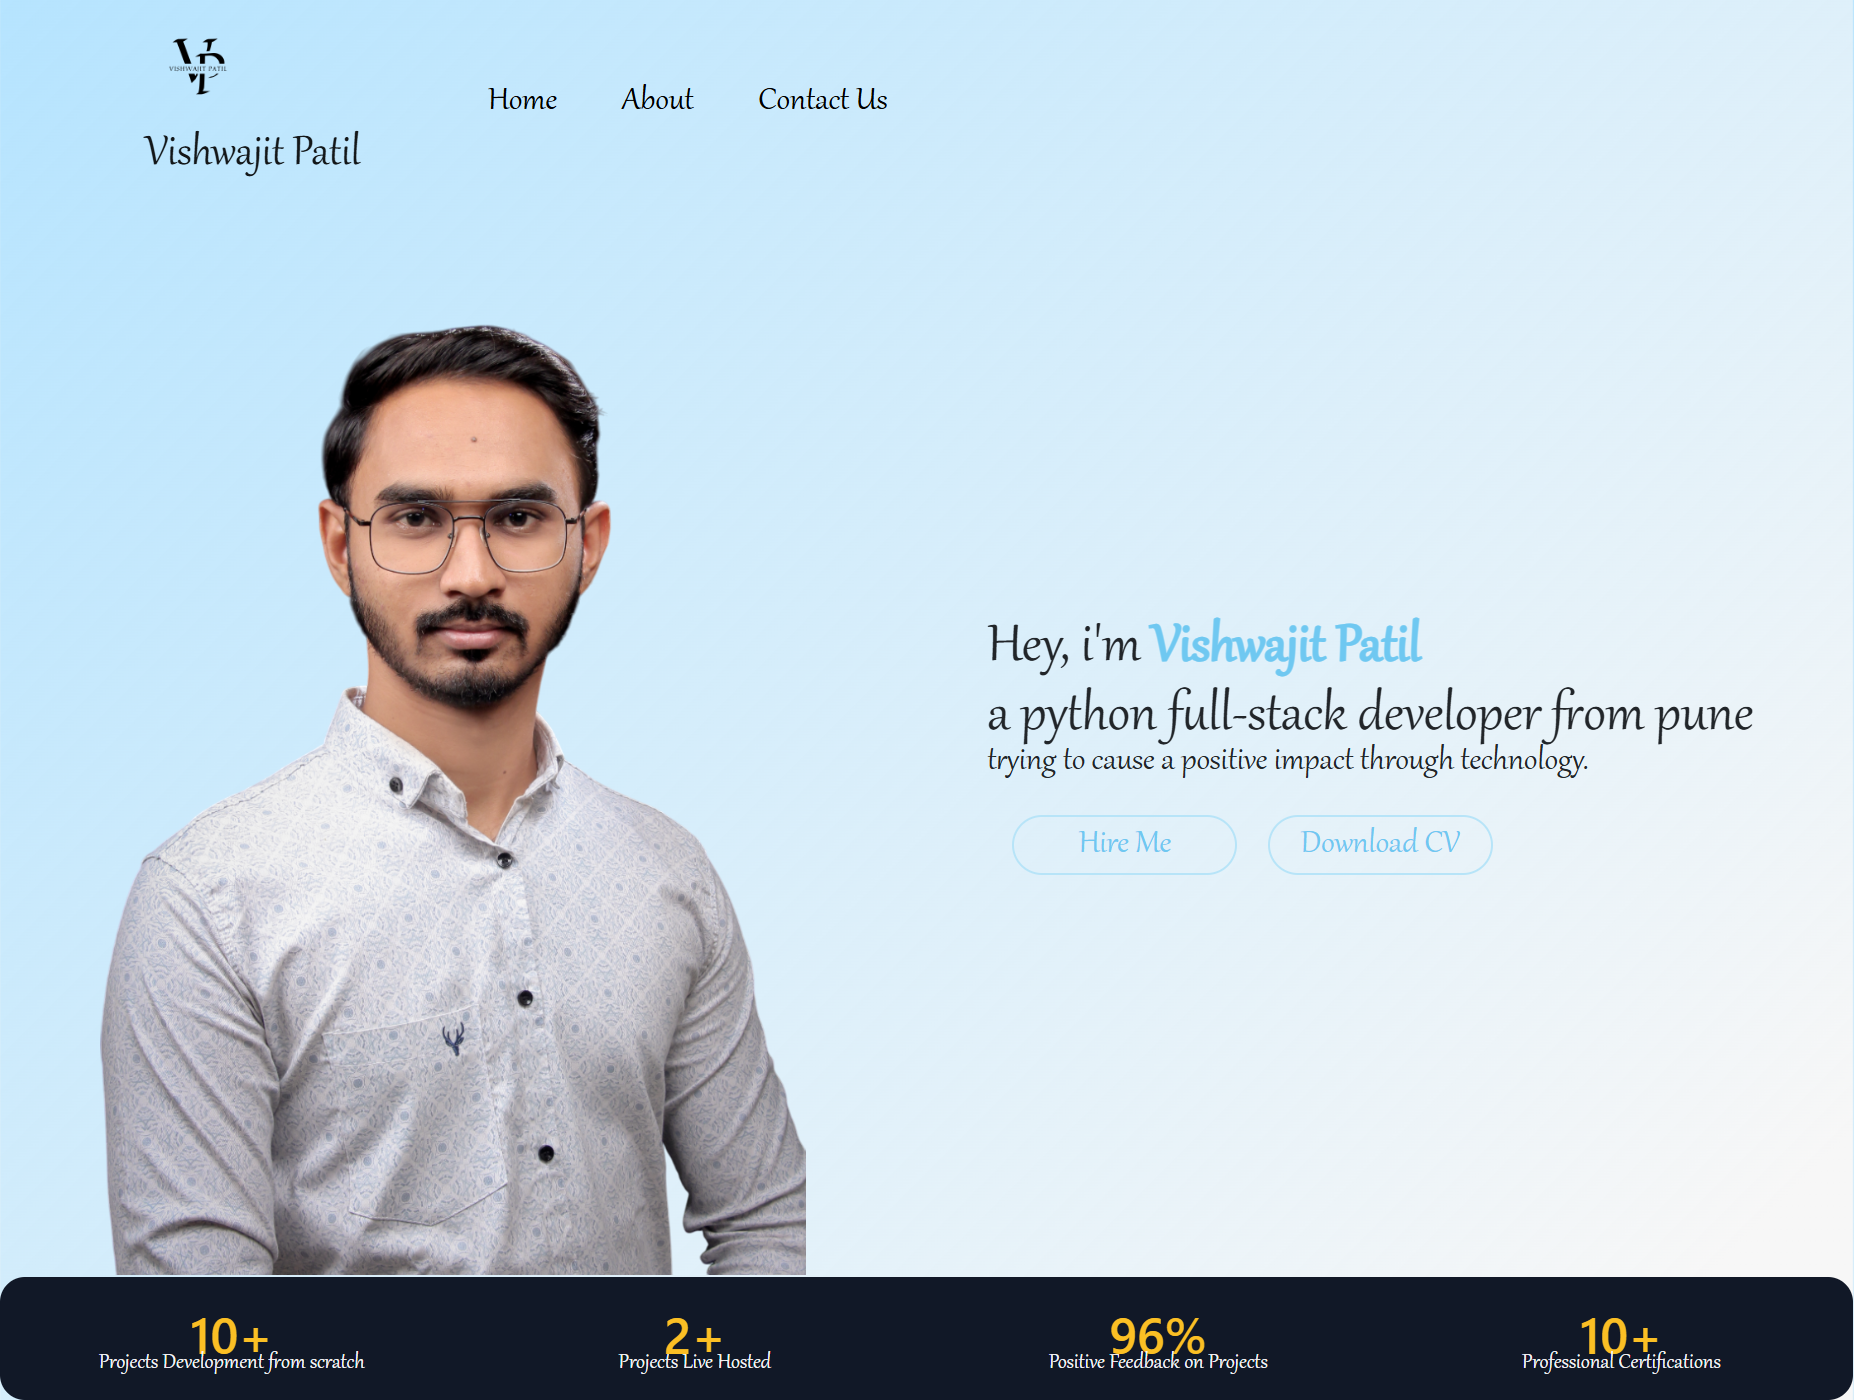 VP
VISHWAJIT PATIL
Vishwajit Patil
Home About Contact Us
Hey, i'm Vishwajit Patil
a python full-stack developer from pune
trying to cause a positive impact through technology.
Hire Me Download CV
10+
Projects Development from scratch
2+
Projects Live Hosted
96%
Positive Feedback on Projects
10+
Professional Certifications